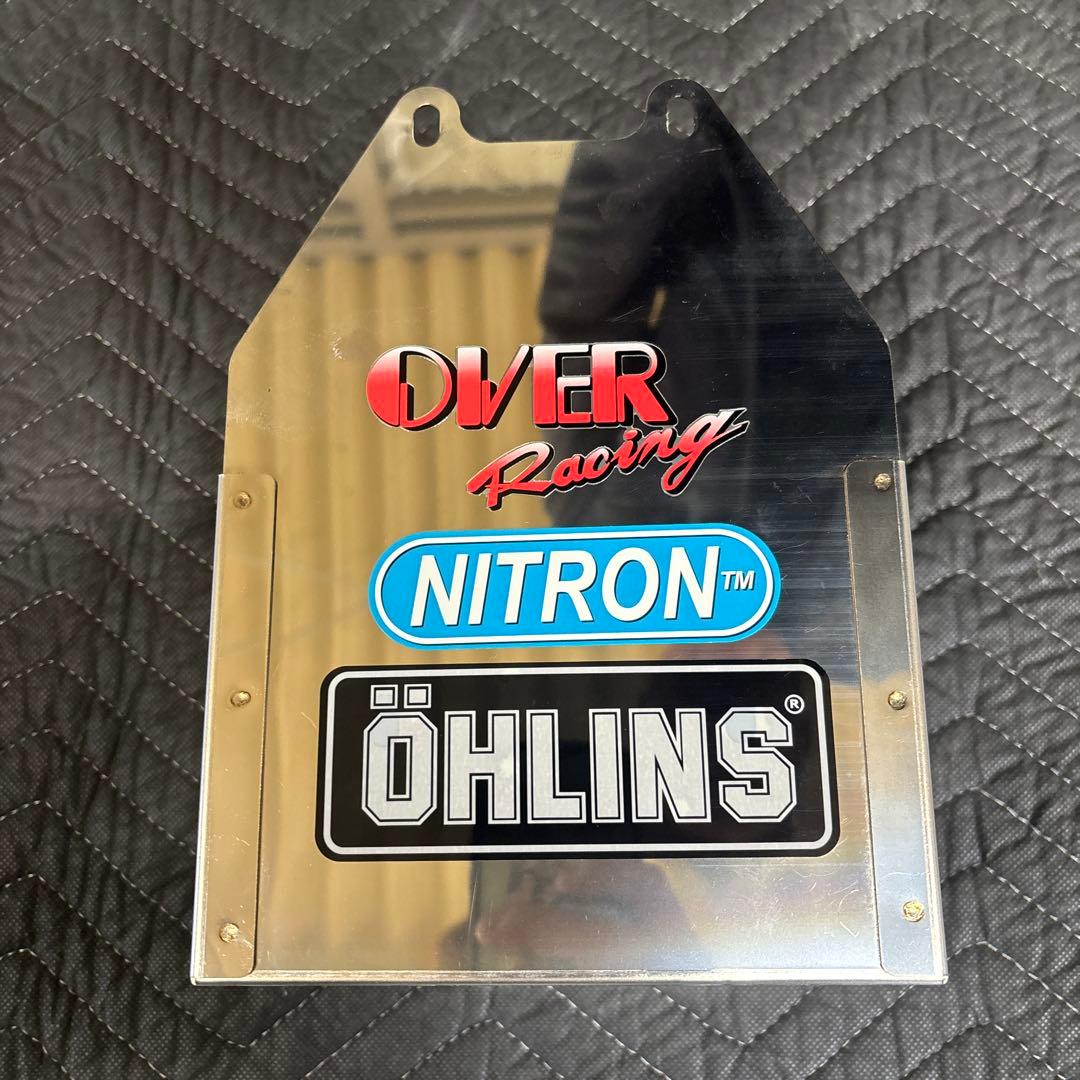 OVER
Racing
NITRON™
ÖHLINS®